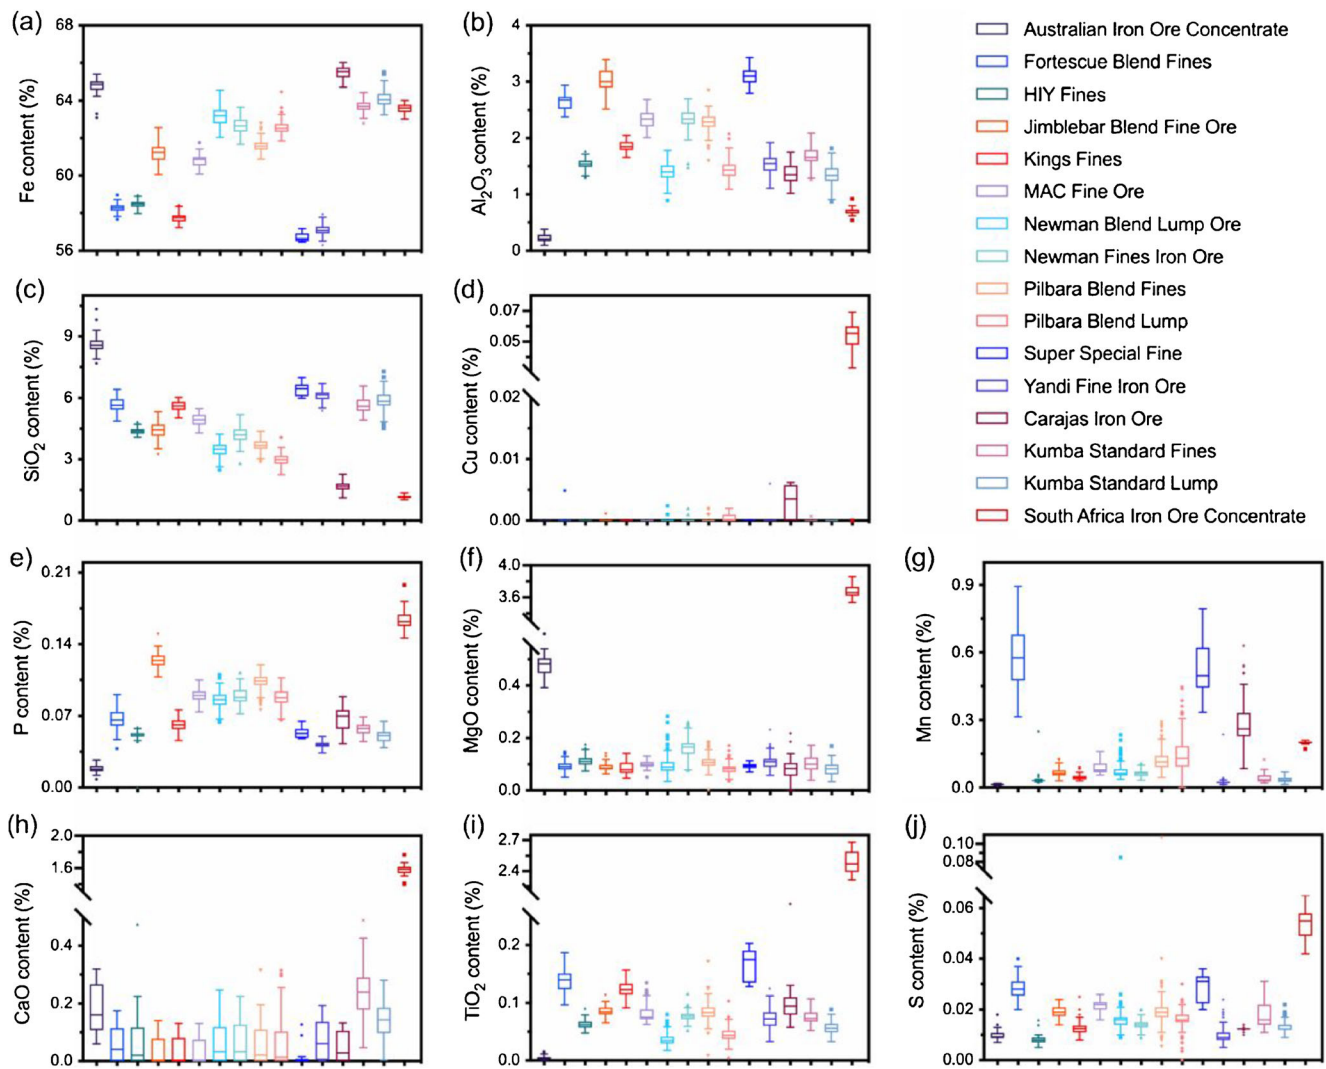 (a)
Fe content (%)
68
64
60
56
(b)
Al2O3 content (%)
4
3
2
1
0
Australian Iron Ore Concentrate
Fortescue Blend Fines
HIY Fines
Jimblebar Blend Fine Ore
Kings Fines
MAC Fine Ore
Newman Blend Lump Ore
Newman Fines Iron Ore
Pilbara Blend Fines
Pilbara Blend Lump
Super Special Fine
Yandi Fine Iron Ore
Carajas Iron Ore
Kumba Standard Fines
Kumba Standard Lump
South Africa Iron Ore Concentrate
(c)
SiO2 content (%)
9
6
3
0
(d)
Cu content (%)
0.07
0.05
0.02
0.01
0.00
e)
P content (%)
0.21
0.14
0.07
0.00
(f)
MgO content (%)
4.0
3.6
0.4
0.2
0.0
(g)
Mn content (%)
0.9
0.6
0.3
0.0
(h)
CaO content (%)
2.0
1.6
0.4
0.2
0.0
(i)
TiO2 content (%)
2.7
2.4
0.2
0.1
0.0
(j)
S content (%)
0.10
0.08
0.06
0.04
0.02
0.00